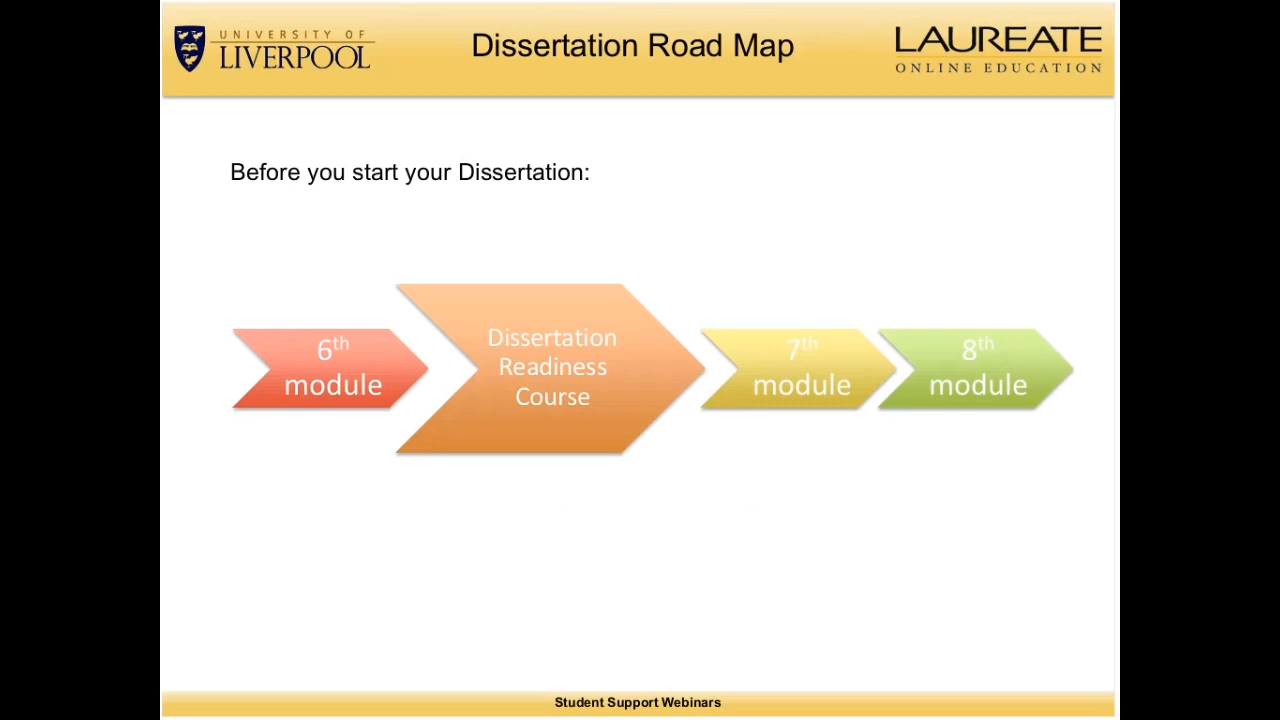 UNIVERSITY OF
LIVERPOOL
Dissertation Road Map
LAUREATE
ONLINE EDUCATION
Before you start your Dissertation:
6th
module
Dissertation
Readiness
Course
7th
module
8th
module
Student Support Webinars